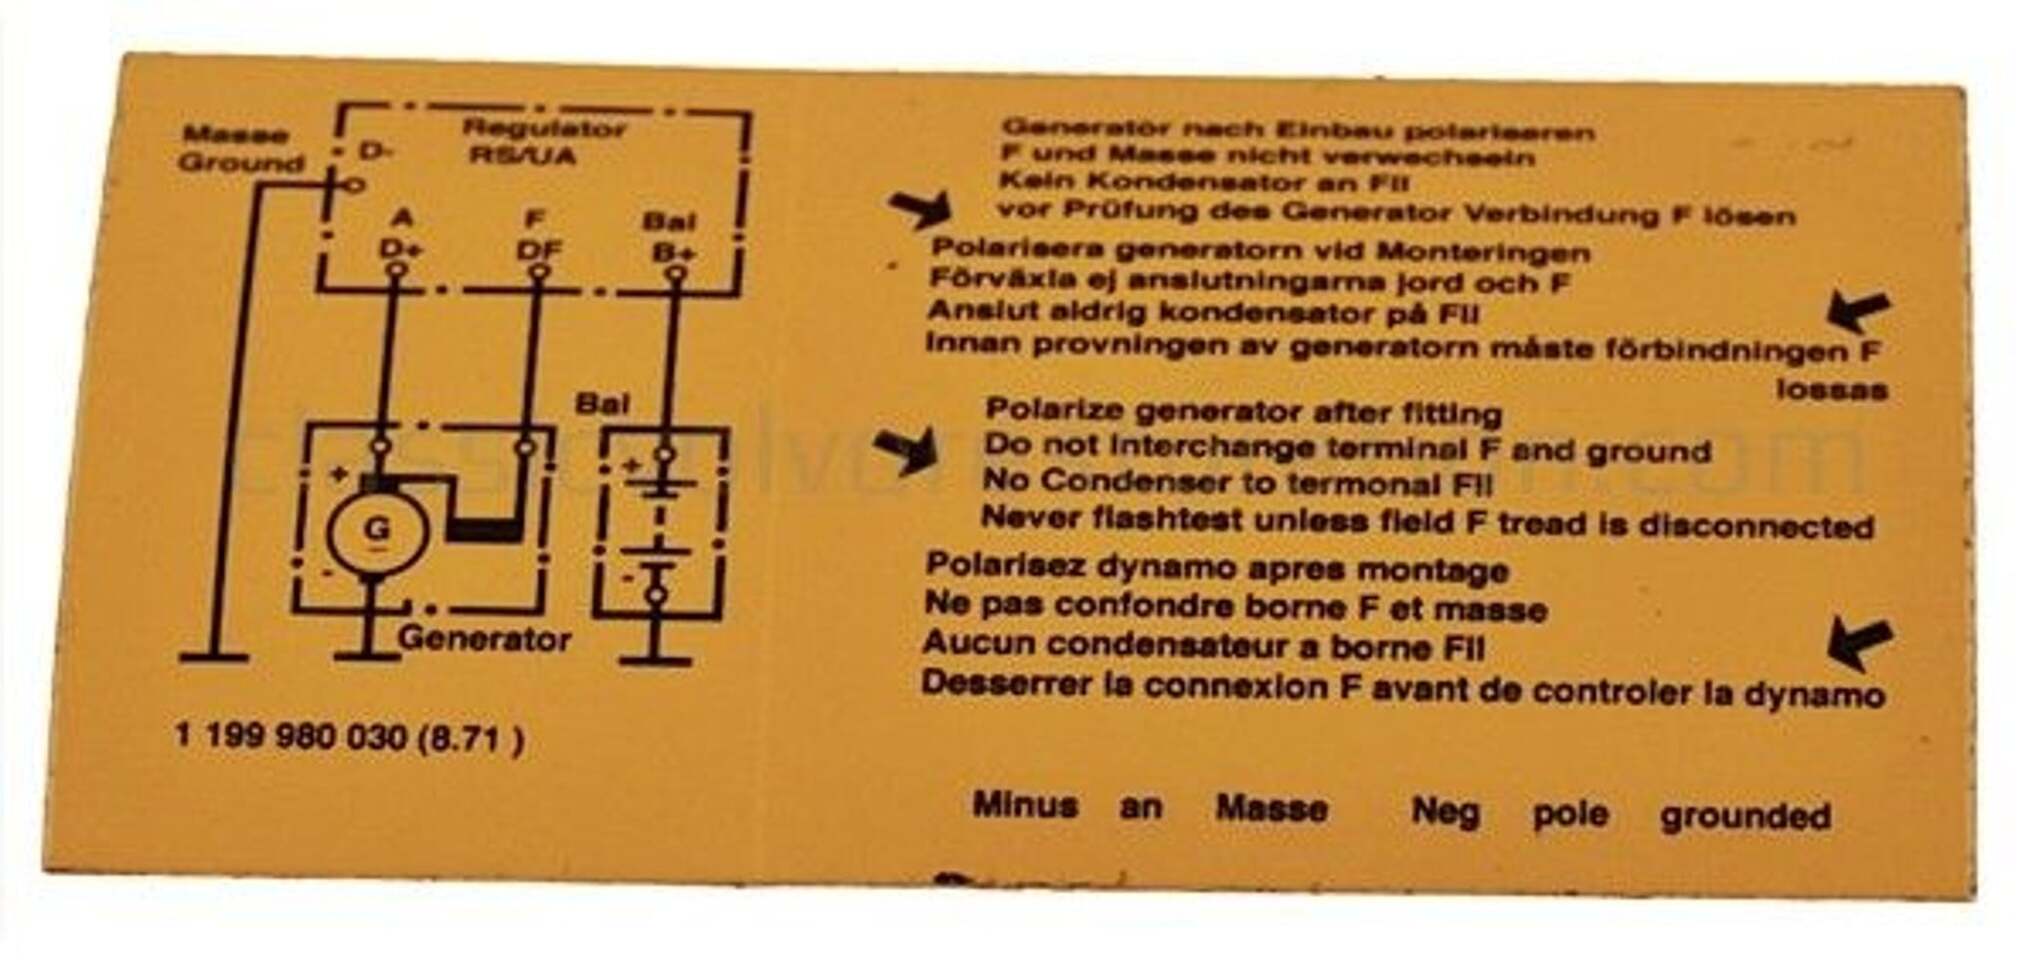 Masse
Ground
D-
Regulator
RS/UA
A
D+
F
DF
Bal
B+
Bal
+
G
-
+
-
Generator
1 199 980 030 (8.71 )
Generatör nach Einbau polariseren
F und Masse nicht verwechseln
Kein Kondensator an FII
vor Prüfung des Generator Verbindung F lösen
Polarisera generatorn vid Monteringen
Förväxla ej anslutningarna jord och F
Anslut aldrig kondensator på FII
Innan provningen av generatorn måste förbindningen F
lossas
Polarize generator after fitting
Do not Interchange terminal F and ground
No Condenser to termonal FII
Never flashtest unless field F tread is disconnected
Polarisez dynamo apres montage
Ne pas confondre borne F et masse
Aucun condensateur a borne FII
Desserrer la connexion F avant de controler la dynamo
Minus an Masse Neg pole grounded